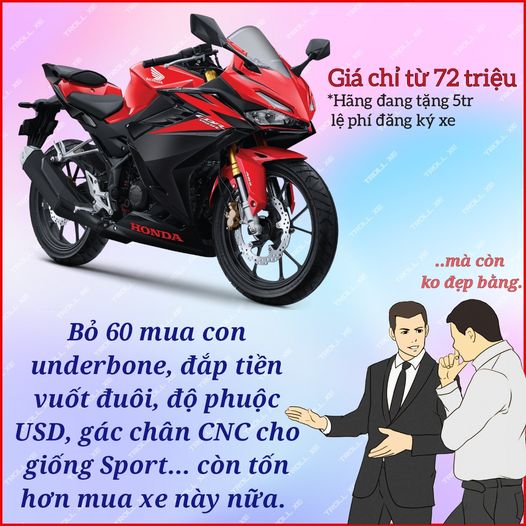 HONDA
HONDA
Giá chỉ từ 72 triệu
*Hãng đang tặng 5tr
lệ phí đăng ký xe
..mà còn
ko đẹp bằng.
Bỏ 60 mua con
underbone, đắp tiền
vuốt đuôi, độ phuộc
USD, gác chân CNC cho
giống Sport... còn tốn
hơn mua xe này nữa.
TROLL XE